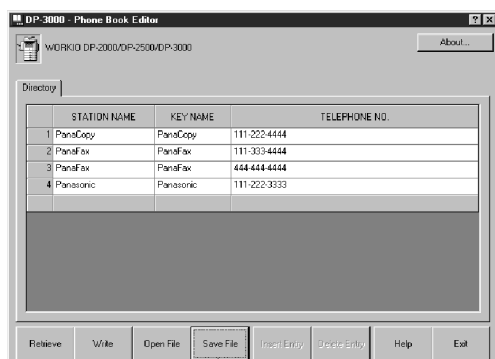 DP-3000 - Phone Book Editor
WORKIO DP-2000/DP-2500/DP-3000
About...
Directory
STATION NAME KEY NAME TELEPHONE NO.
1 PanaCopy PanaCopy 111-222-4444
2 PanaFax PanaFax 111-333-4444
3 PanaFax PanaFax 444-444-4444
4 Panasonic Panasonic 111-222-3333
Retrieve Write Open File Save File Insert Entry Delete Entry Help Exit